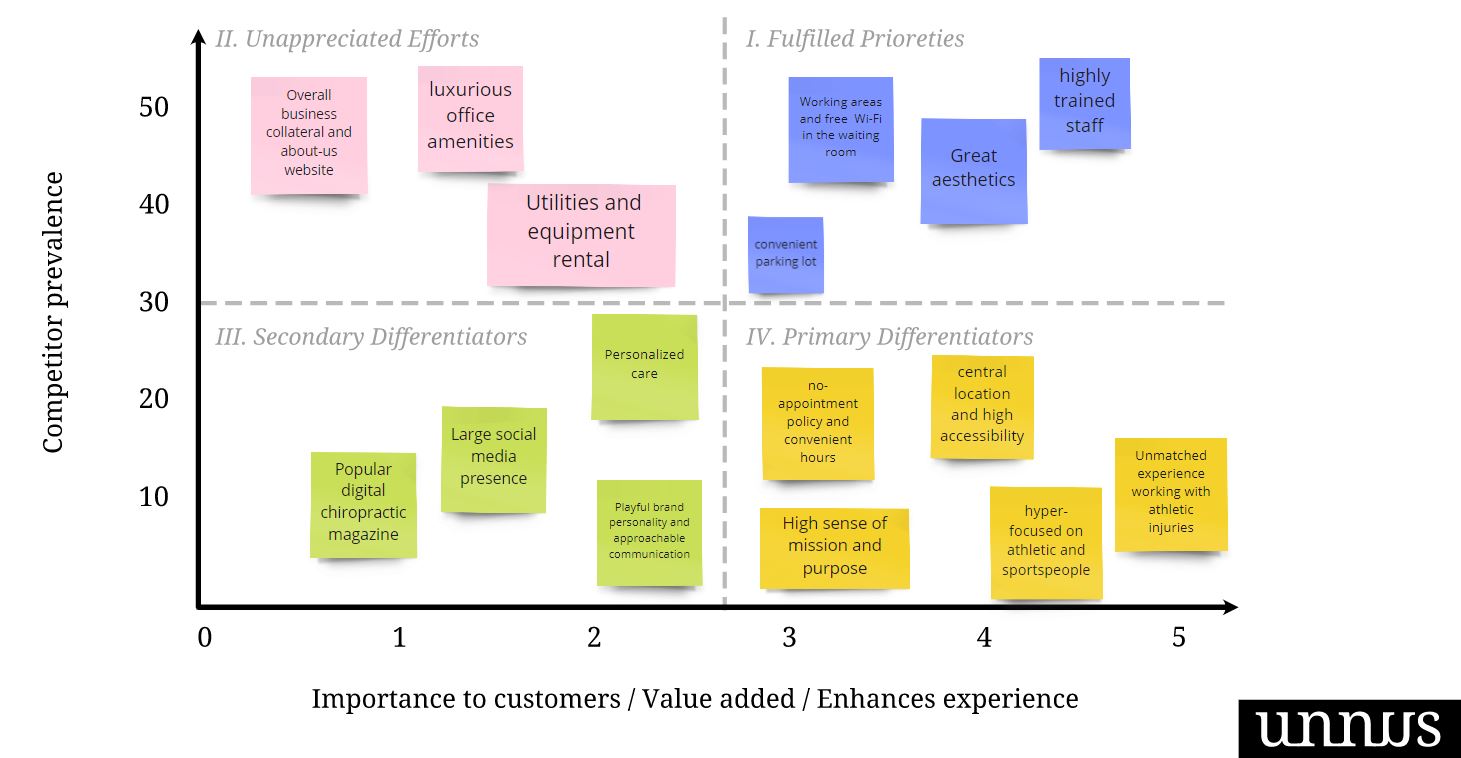 II. Unappreciated Efforts
I. Fulfilled Prioreties
Overall
business
collateral and
about-us
website
luxurious
office
amenities
Utilities and
equipment
rental
Working areas
and free Wi-Fi
in the waiting
room
Great
aesthetics
highly
trained
staff
convenient
parking lot
III. Secondary Differentiators
IV. Primary Differentiators
Personalized
care
Large social
media
presence
Popular
digital
chiropractic
magazine
Playful brand
personality and
approachable
communication
no-
appointment
policy and
convenient
hours
central
location
and high
accessibility
Unmatched
experience
working with
athletic
injuries
High sense of
mission and
purpose
hyper-
focused on
athletic and
sportspeople
Competitor prevalence
50
40
30
20
10
0 1 2 3 4 5
Importance to customers / Value added / Enhances experience
unnus